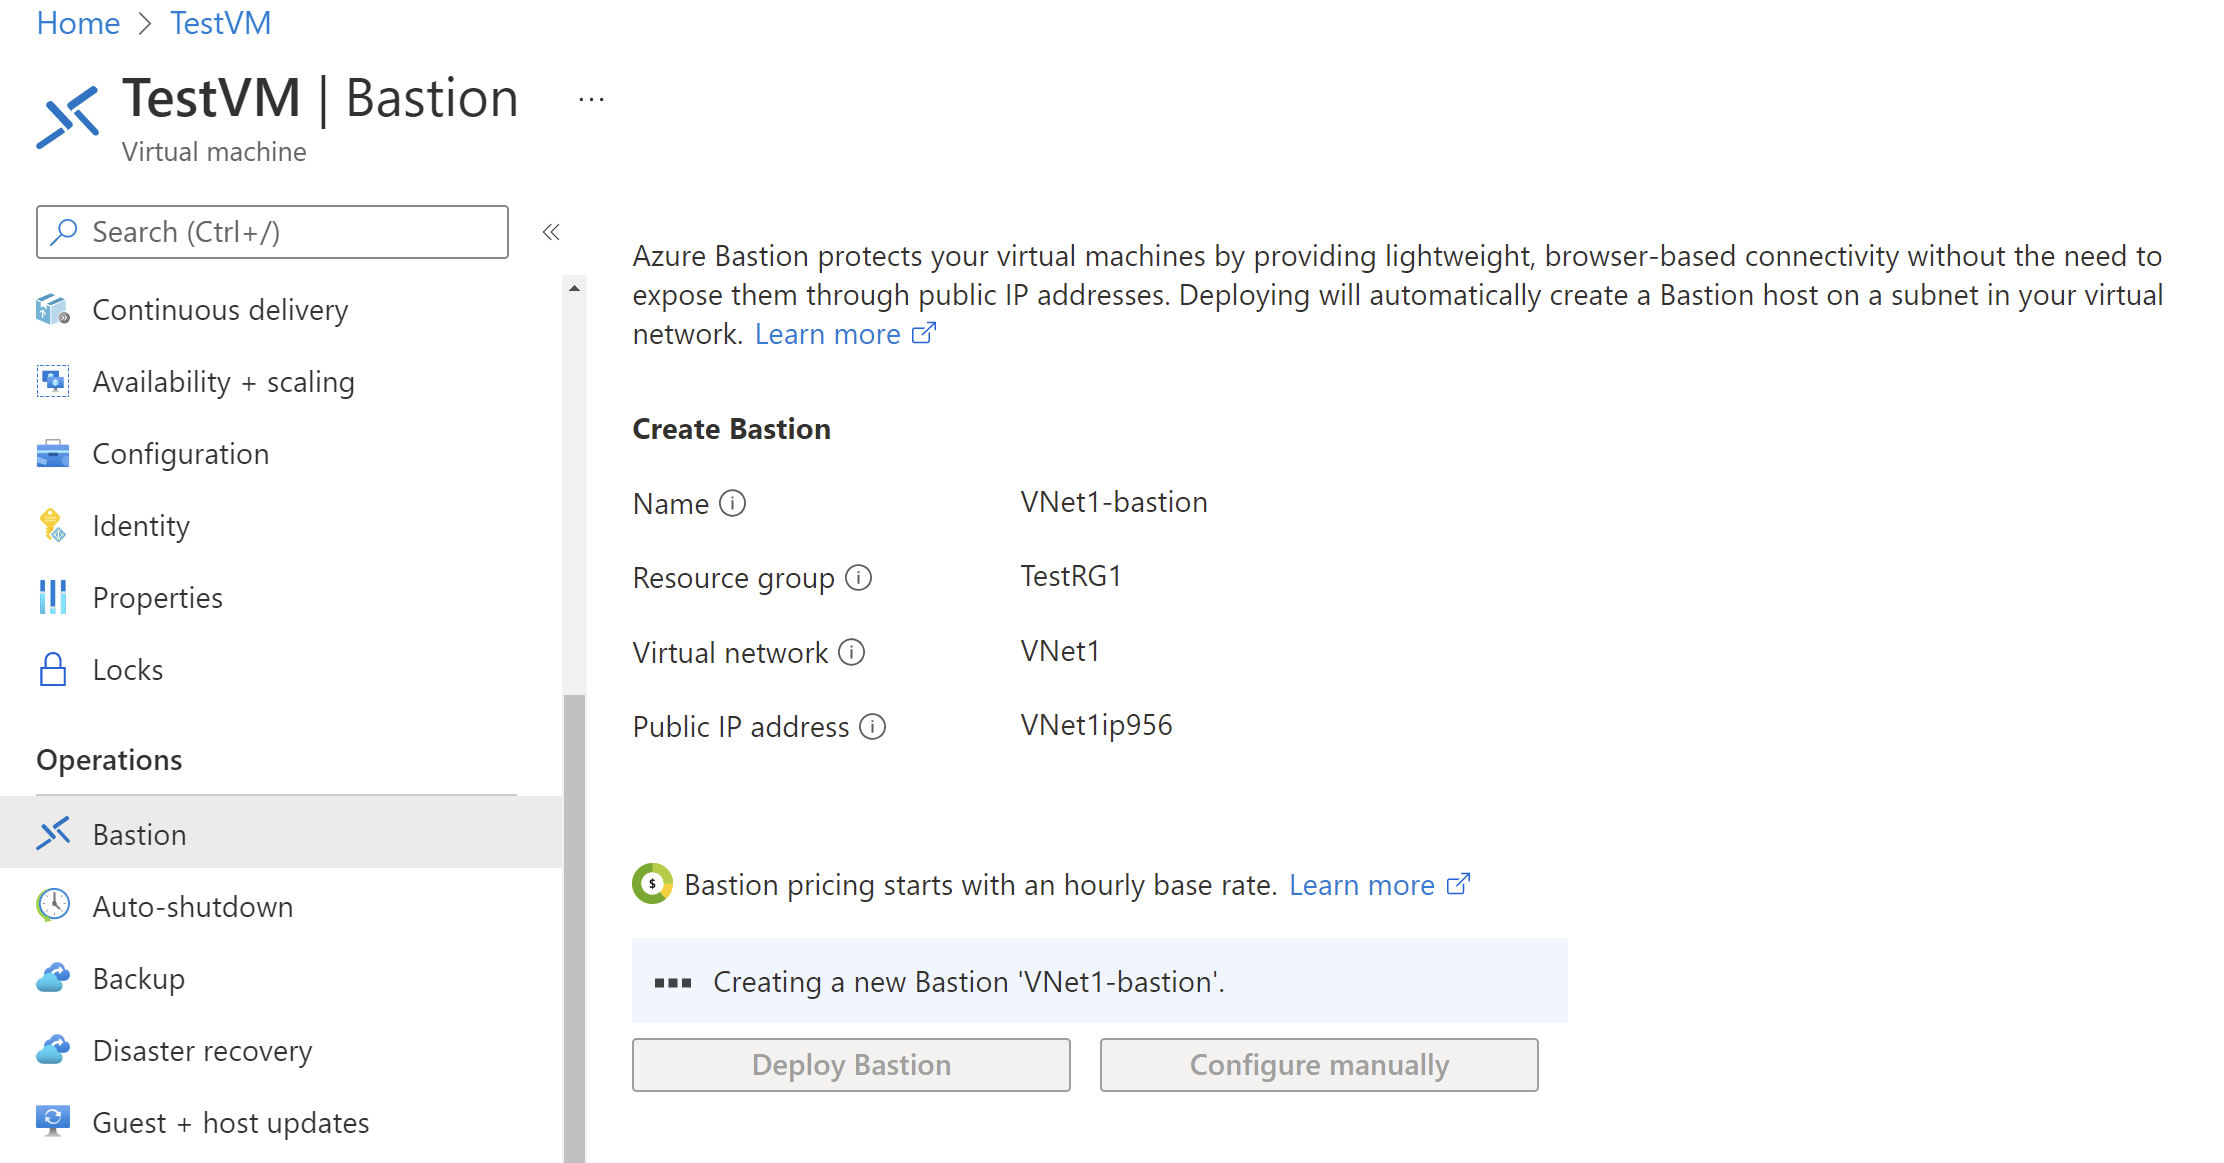 Home > TestVM
TestVM | Bastion ...
Virtual machine
Search (Ctrl+/) «
Continuous delivery
Availability + scaling
Configuration
Identity
Properties
Locks
Operations
Bastion
Auto-shutdown
Backup
Disaster recovery
Guest + host updates
Azure Bastion protects your virtual machines by providing lightweight, browser-based connectivity without the need to
expose them through public IP addresses. Deploying will automatically create a Bastion host on a subnet in your virtual
network. Learn more
Create Bastion
Name VNet1-bastion
Resource group TestRG1
Virtual network VNet1
Public IP address VNet1ip956
Bastion pricing starts with an hourly base rate. Learn more
Creating a new Bastion 'VNet1-bastion'.
Deploy Bastion Configure manually